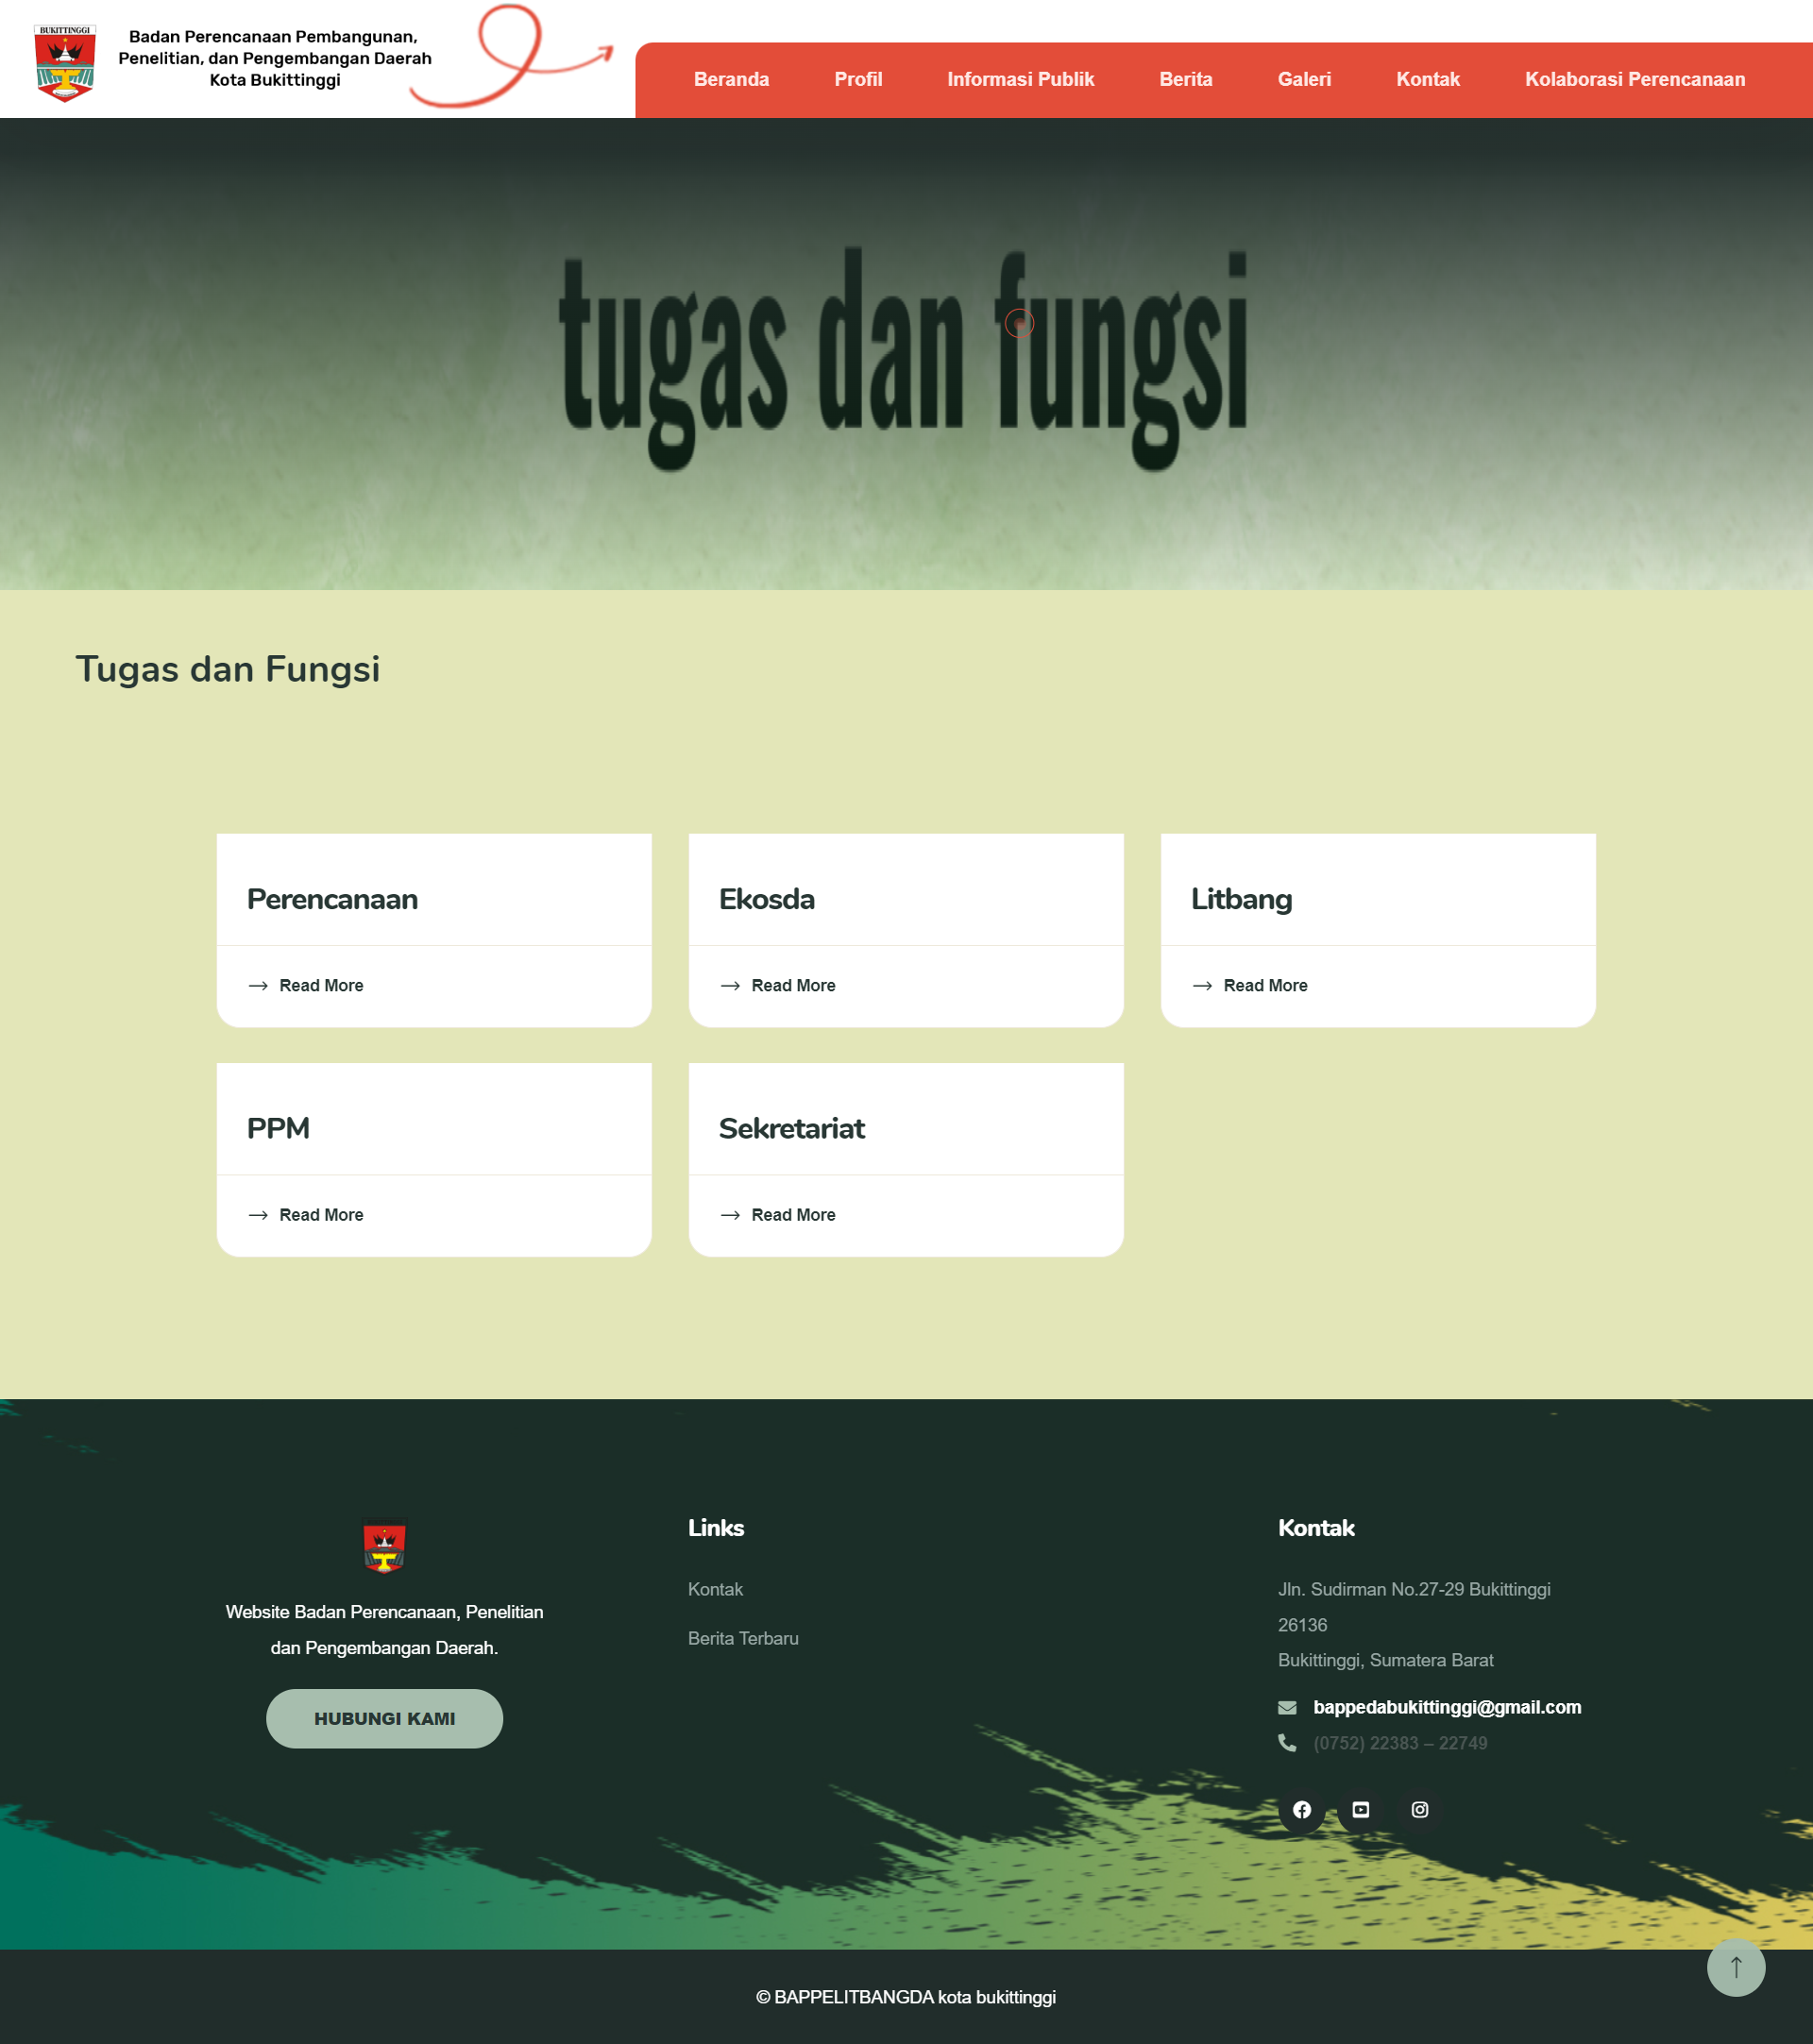 BUKITTINGGI
Badan Perencanaan Pembangunan,
Penelitian, dan Pengembangan Daerah
Kota Bukittinggi
Beranda
Profil
Informasi Publik
Berita
Galeri
Kontak
Kolaborasi Perencanaan
tugas dan fungsi
Tugas dan Fungsi
Perencanaan
Read More
Ekosda
Read More
Litbang
Read More
PPM
Read More
Sekretariat
Read More
Website Badan Perencanaan, Penelitian
dan Pengembangan Daerah.
HUBUNGI KAMI
Links
Kontak
Berita Terbaru
Kontak
Jln. Sudirman No.27-29 Bukittinggi
26136
Bukittinggi, Sumatera Barat
bappedabukittinggi@gmail.com
(0752) 22383 – 22749
© BAPPELITBANGDA kota bukittinggi